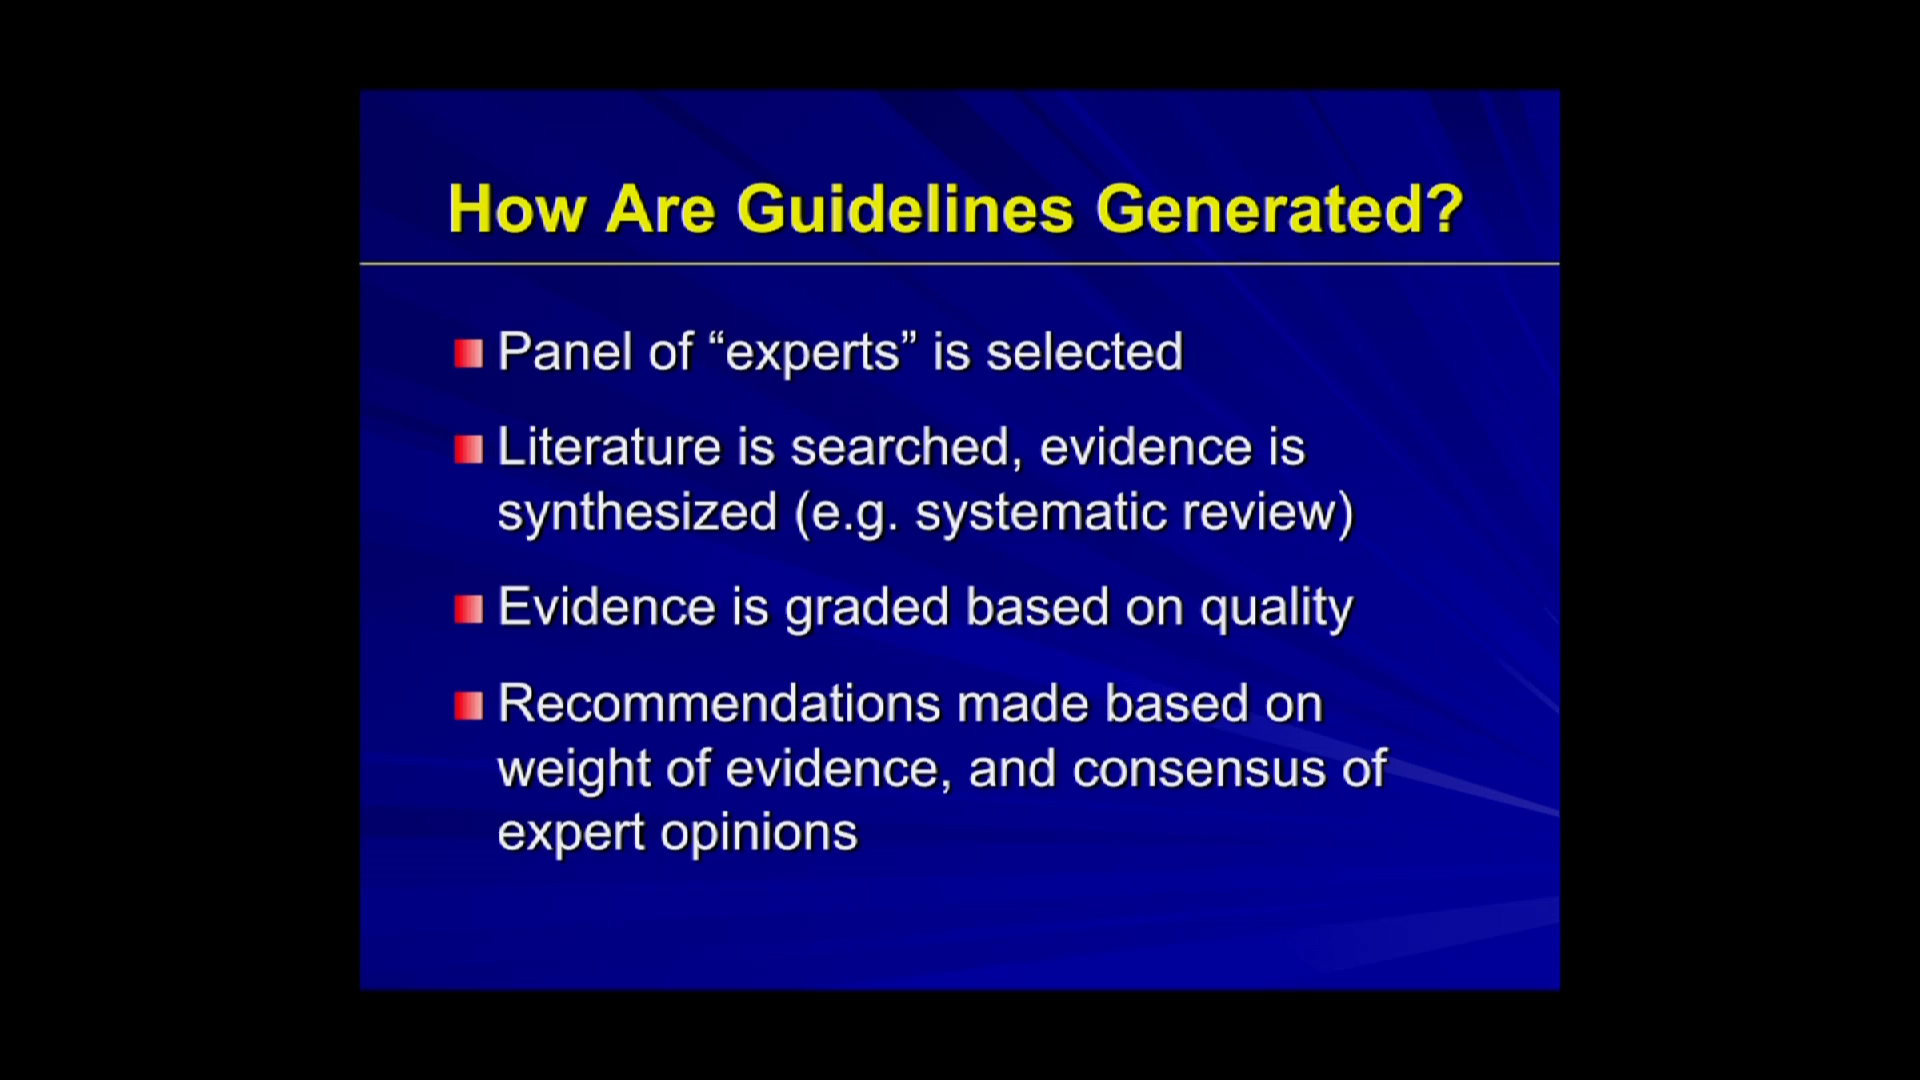 How Are Guidelines Generated?
Panel of “experts” is selected
Literature is searched, evidence is
synthesized (e.g. systematic review)
Evidence is graded based on quality
Recommendations made based on
weight of evidence, and consensus of
expert opinions